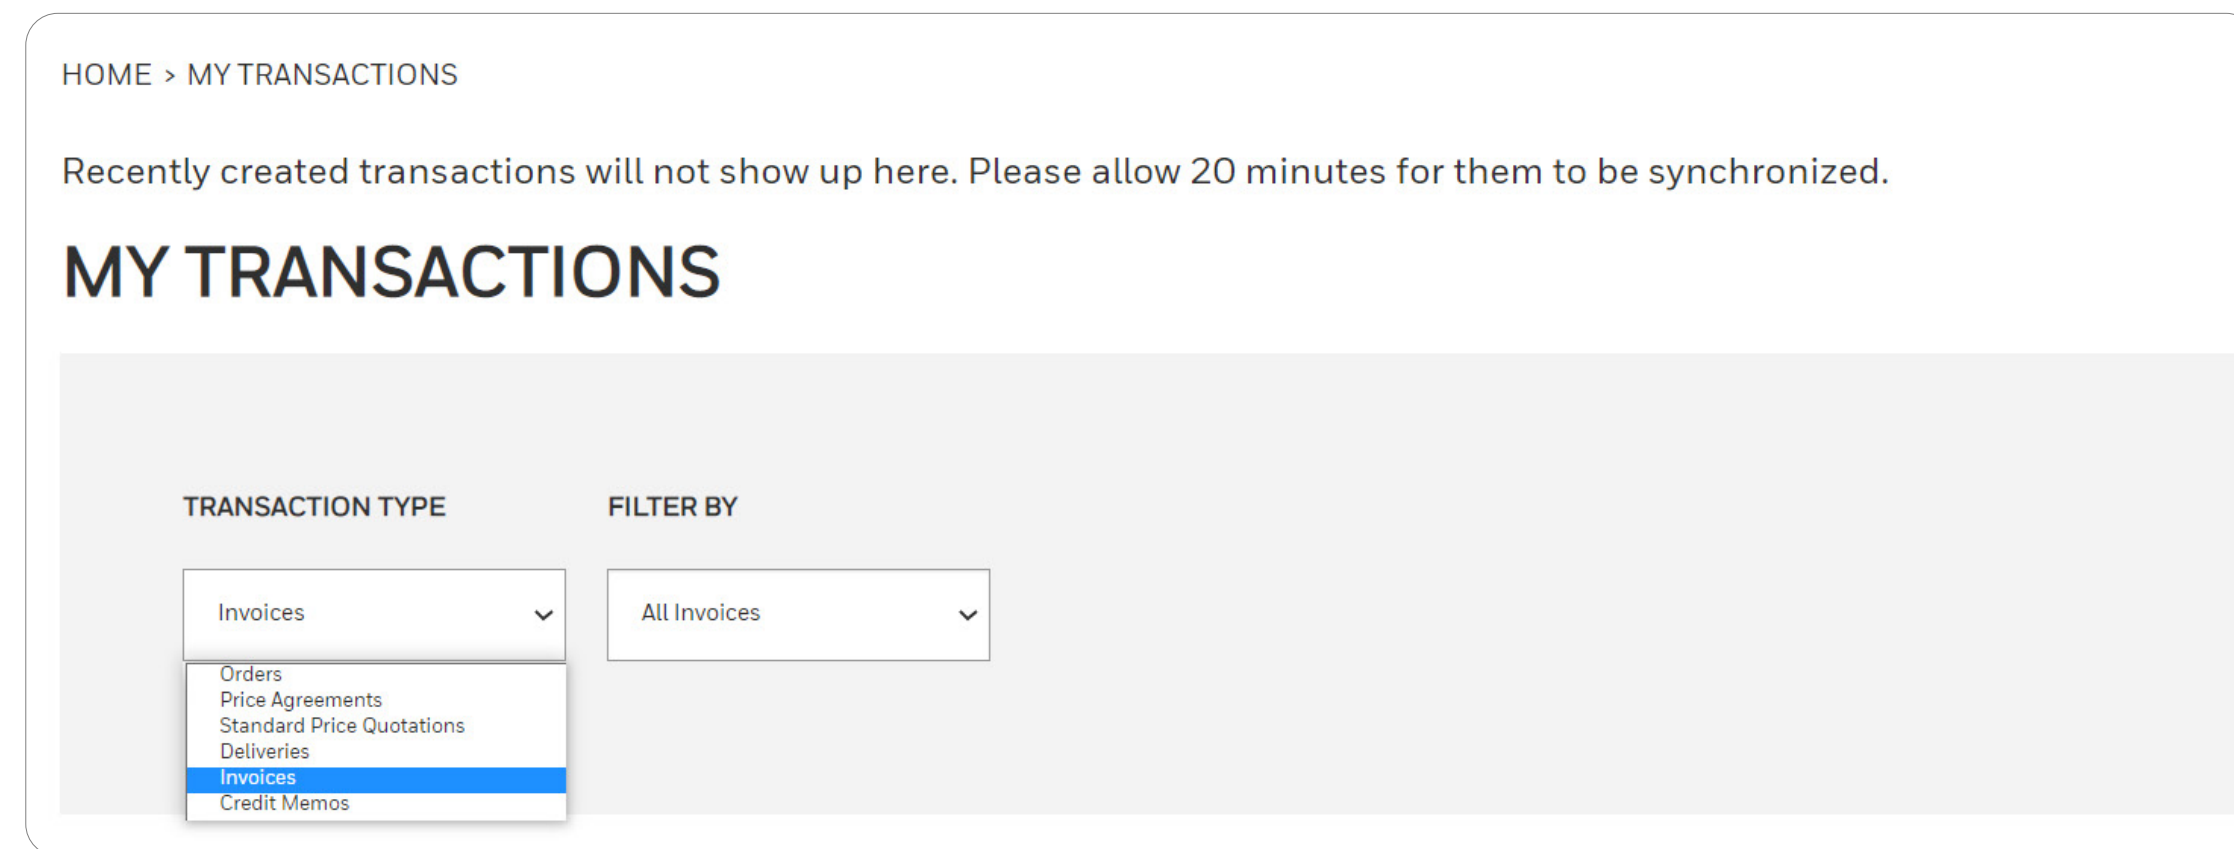 HOME > MY TRANSACTIONS
Recently created transactions will not show up here. Please allow 20 minutes for them to be synchronized.
MY TRANSACTIONS
TRANSACTION TYPE
FILTER BY
Invoices
All Invoices
Orders
Price Agreements
Standard Price Quotations
Deliveries
Invoices
Credit Memos